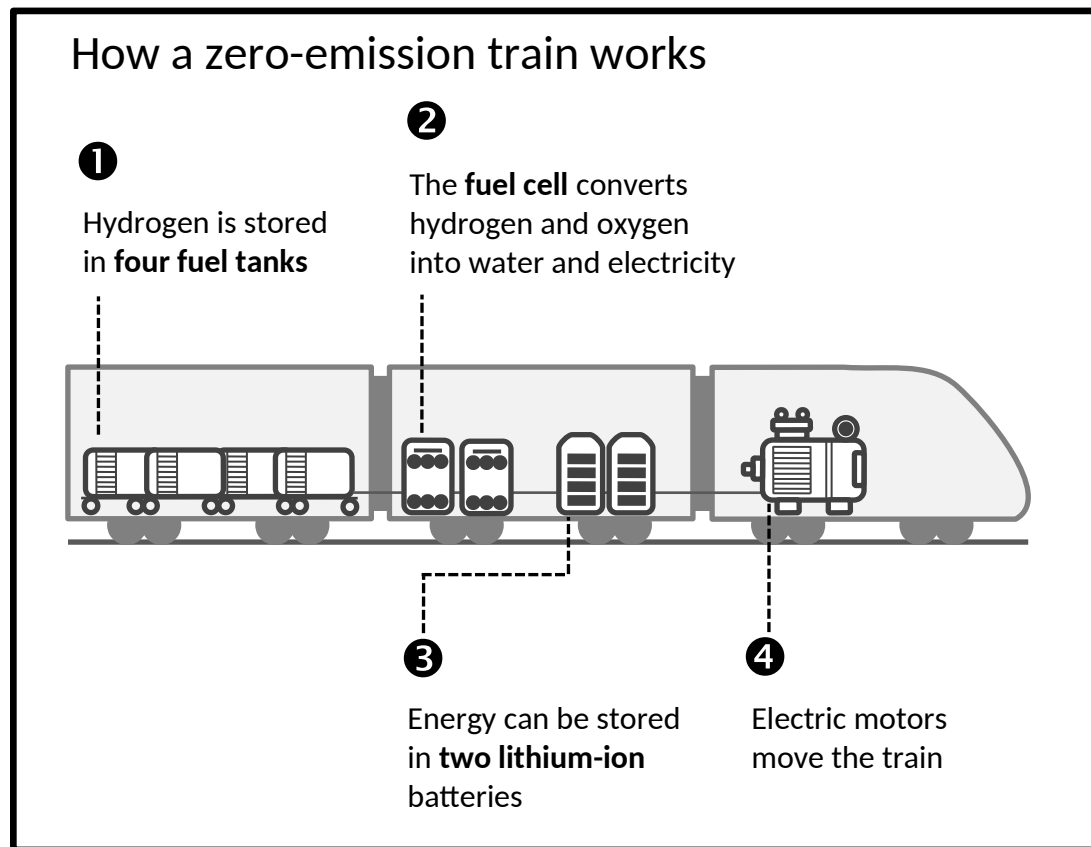 How a zero-emission train works
❶
Hydrogen is stored
in four fuel tanks
❷
The fuel cell converts
hydrogen and oxygen
into water and electricity
❸
Energy can be stored
in two lithium-ion
batteries
❹
Electric motors
move the train